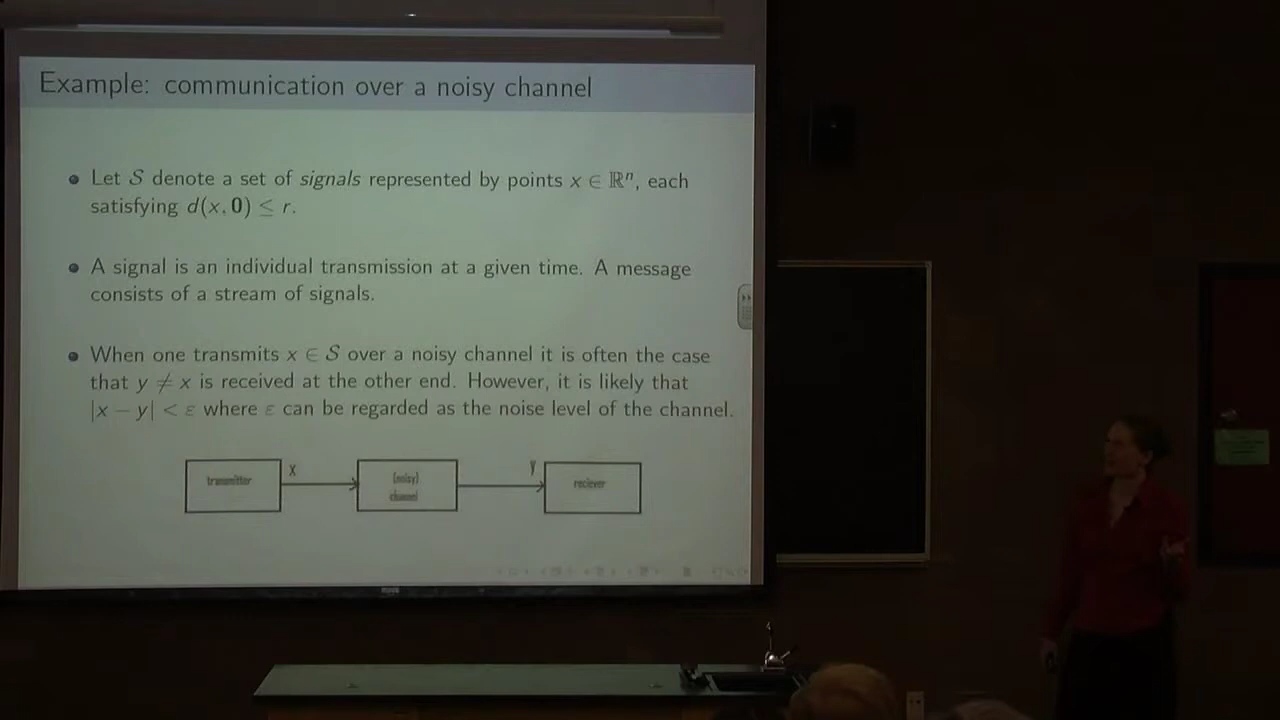 Example: communication over a noisy channel
Let S denote a set of signals represented by points x ∈ ℝⁿ, each
satisfying d(x, 0) ≤ r.
A signal is an individual transmission at a given time. A message
consists of a stream of signals.
When one transmits x ∈ S over a noisy channel it is often the case
that y ≠ x is received at the other end. However, it is likely that
|x − y| < ε where ε can be regarded as the noise level of the channel.
transmitter
X
(noisy)
channel
Y
reciever